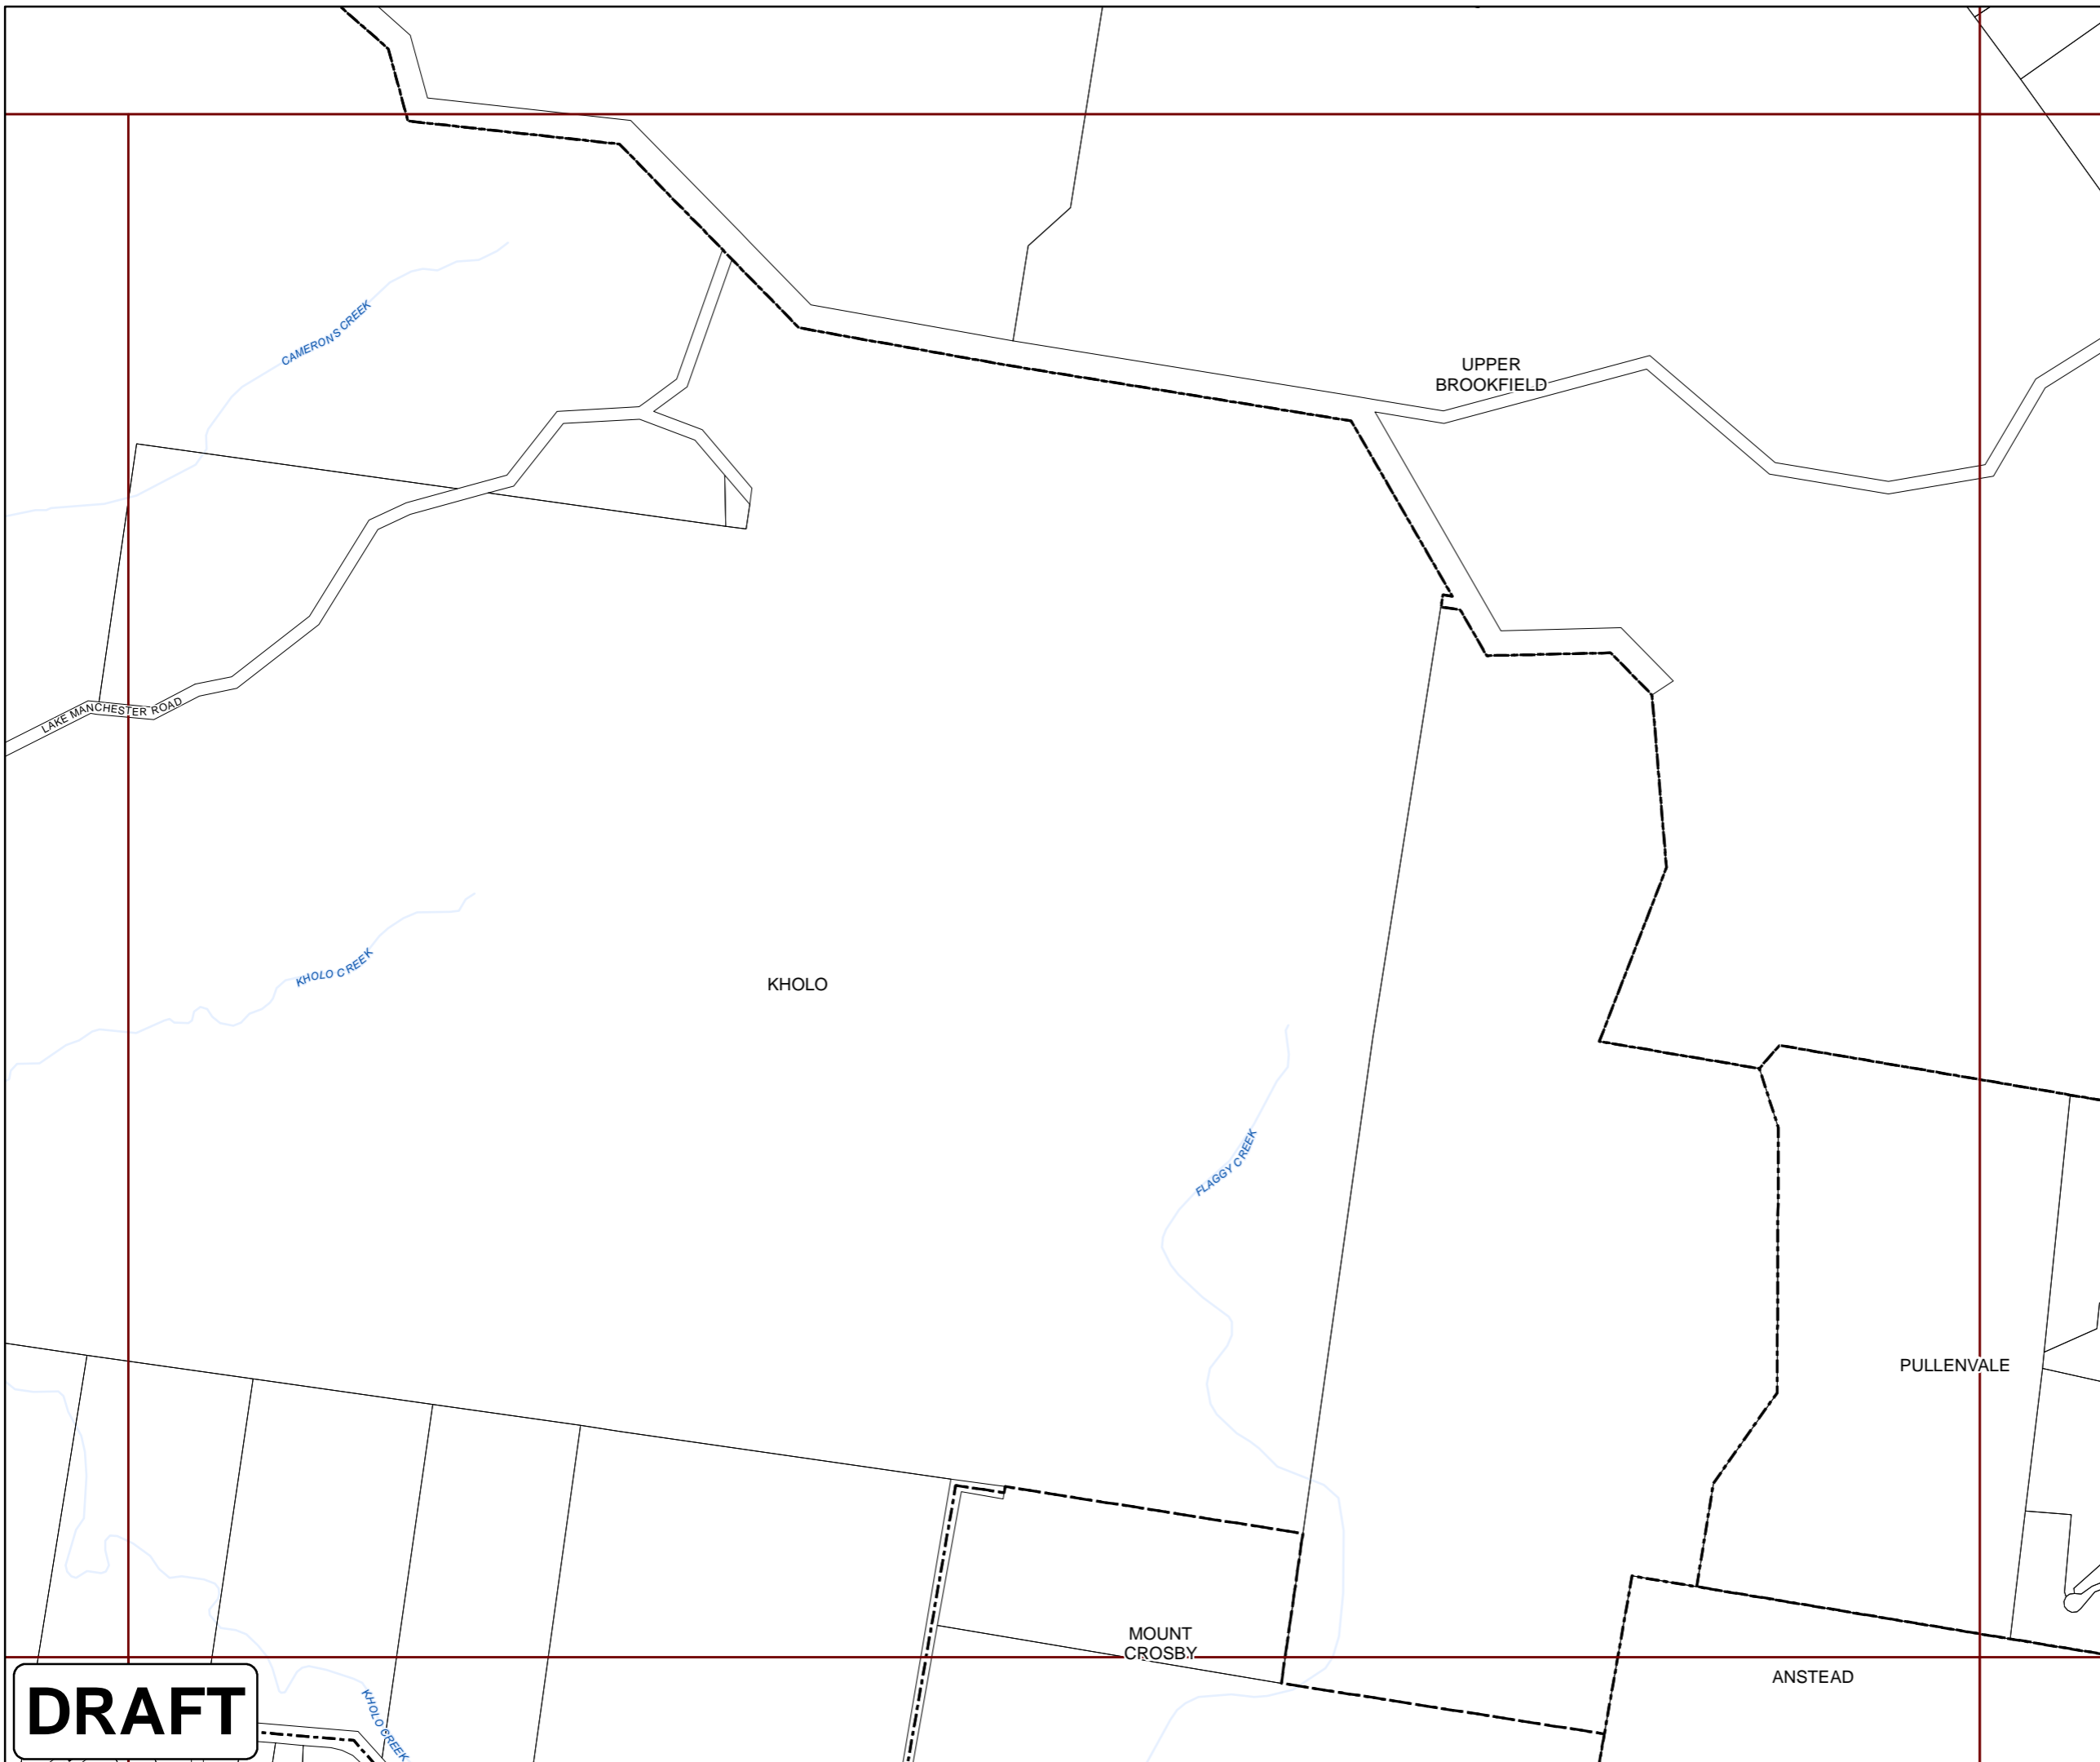 CAMERONS CREEK
UPPER
BROOKFIELD
LAKE MANCHESTER ROAD
KHOLO CREEK
KHOLO
FLAGGY CREEK
PULLENVALE
MOUNT
CROSBY
ANSTEAD
DRAFT
KHOLO CREEK